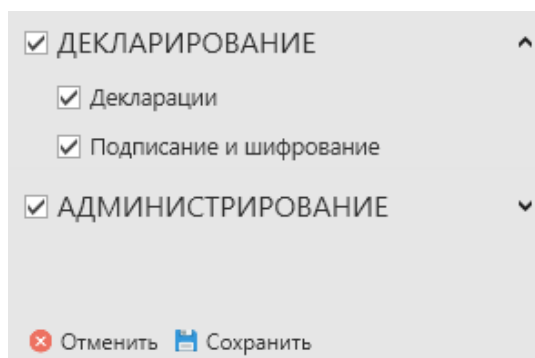 ДЕКЛАРИРОВАНИЕ
Декларации
Подписание и шифрование
АДМИНИСТРИРОВАНИЕ
Отменить Сохранить